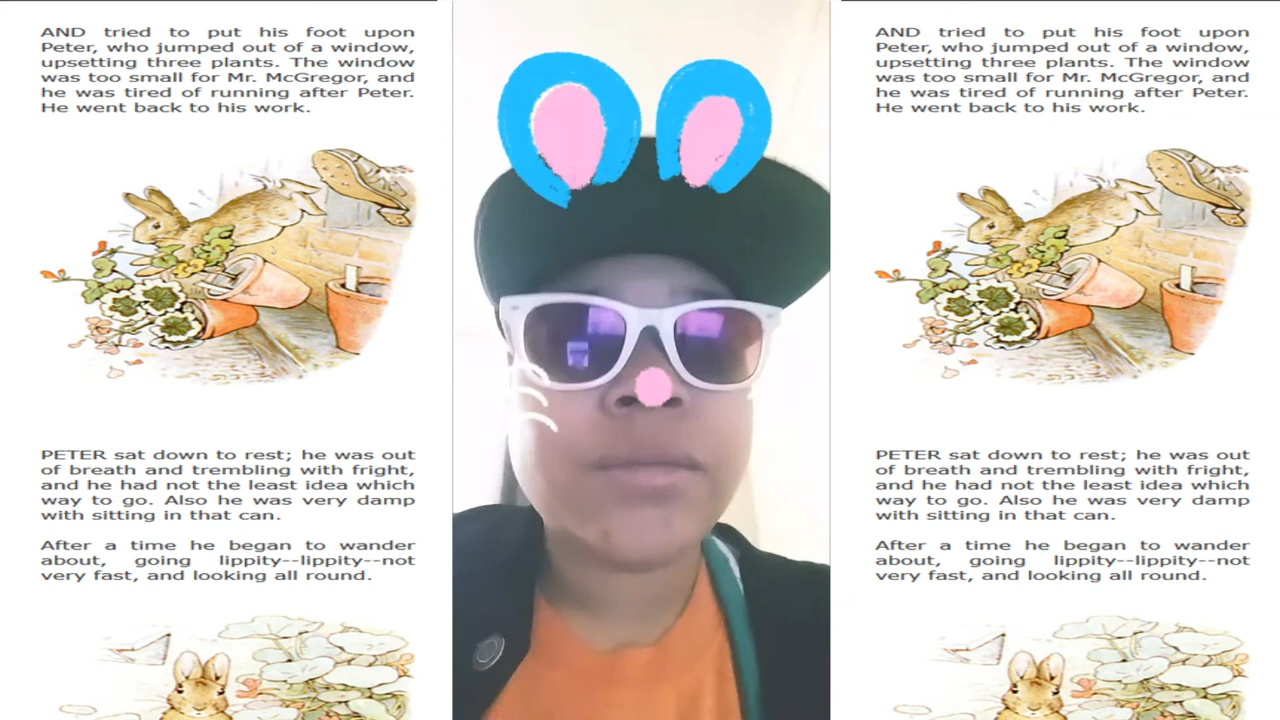 AND tried to put his foot upon
Peter, who jumped out of a window,
upsetting three plants. The window
was too small for Mr. McGregor, and
he was tired of running after Peter.
He went back to his work.
PETER sat down to rest; he was out
of breath and trembling with fright,
and he had not the least idea which
way to go. Also he was very damp
with sitting in that can.
After a time he began to wander
about, going lippity--lippity--not
very fast, and looking all round.
AND tried to put his foot upon
Peter, who jumped out of a window,
upsetting three plants. The window
was too small for Mr. McGregor, and
he was tired of running after Peter.
He went back to his work.
PETER sat down to rest; he was out
of breath and trembling with fright,
and he had not the least idea which
way to go. Also he was very damp
with sitting in that can.
After a time he began to wander
about, going lippity--lippity--not
very fast, and looking all round.